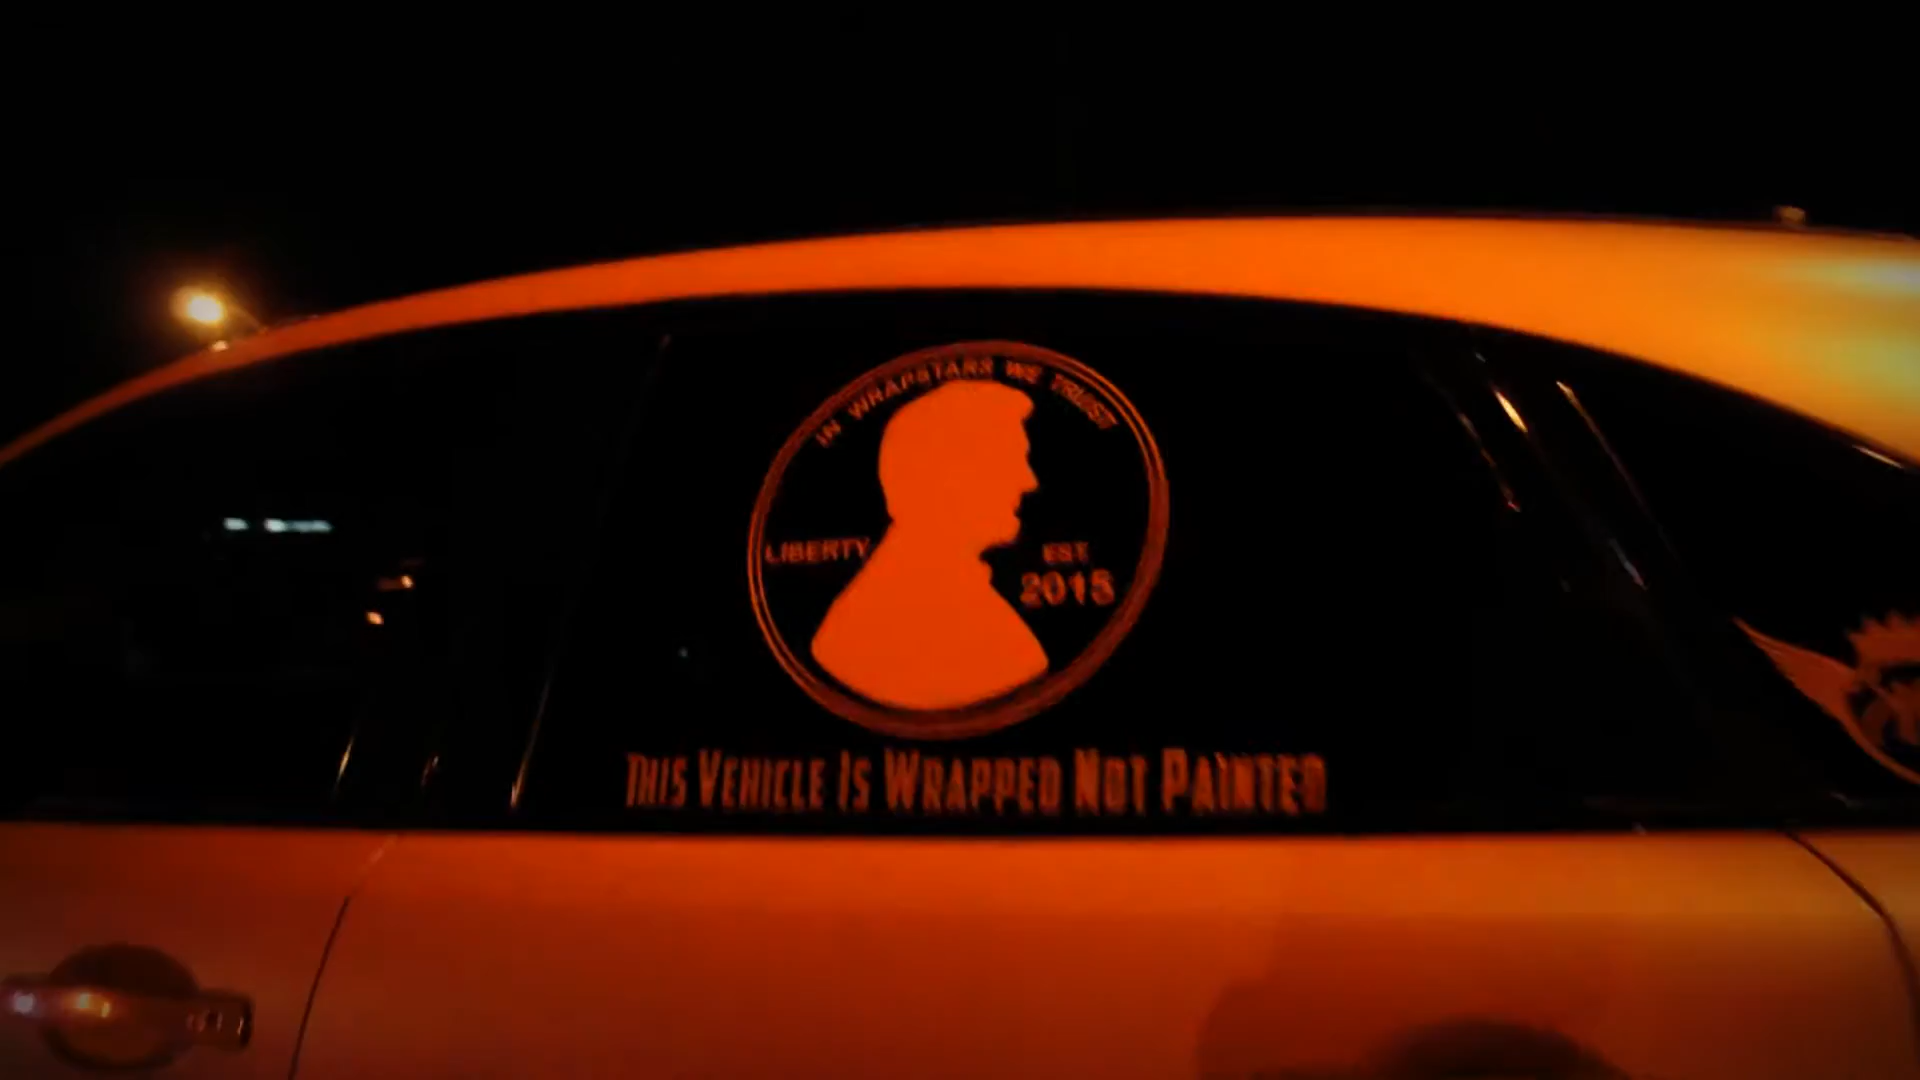 IN WRAPSTARS WE TRUST
LIBERTY
EST.
2015
THIS VEHICLE IS WRAPPED NOT PAINTED